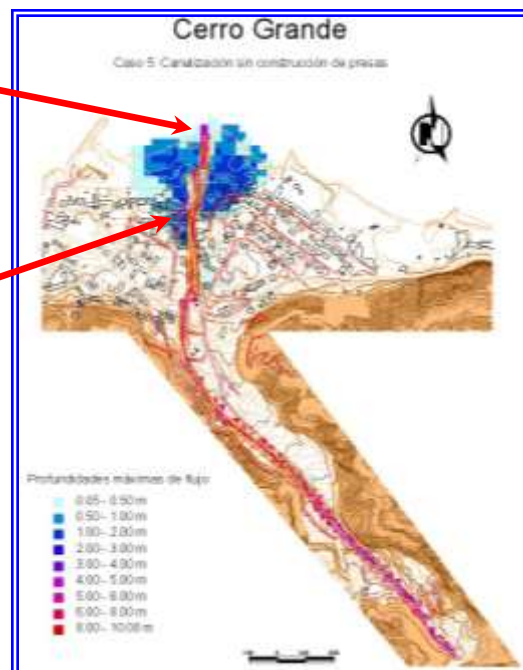 Cerro Grande
Caso 5: Canalización sin construcción de presas
Profundidades máximas de flujo
0.05 - 0.50 m
0.50 - 1.00 m
1.00 - 2.00 m
2.00 - 3.00 m
3.00 - 4.00 m
4.00 - 5.00 m
5.00 - 6.00 m
6.00 - 8.00 m
8.00 - 10.00 m